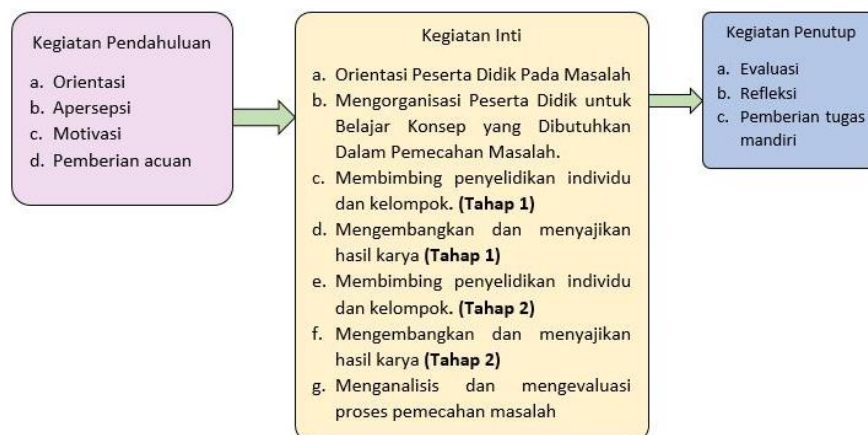 Kegiatan Pendahuluan
a. Orientasi
b. Apersepsi
c. Motivasi
d. Pemberian acuan
Kegiatan Inti
a. Orientasi Peserta Didik Pada Masalah
b. Mengorganisasi Peserta Didik untuk
Belajar Konsep yang Dibutuhkan
Dalam Pemecahan Masalah.
c. Membimbing penyelidikan individu
dan kelompok. (Tahap 1)
d. Mengembangkan dan menyajikan
hasil karya (Tahap 1)
e. Membimbing penyelidikan individu
dan kelompok. (Tahap 2)
f. Mengembangkan dan menyajikan
hasil karya (Tahap 2)
g. Menganalisis dan mengevaluasi
proses pemecahan masalah
Kegiatan Penutup
a. Evaluasi
b. Refleksi
c. Pemberian tugas
mandiri